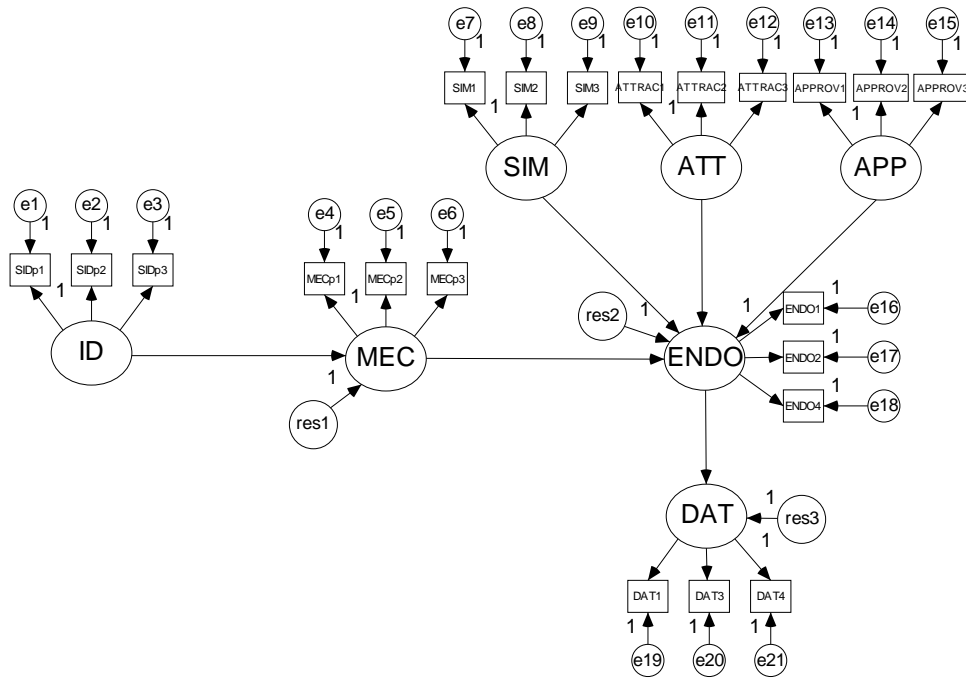 e7 e8 e9 e10 e11 e12 e13 e14 e15
1 1 1 1 1 1 1 1 1
SIM1 SIM2 SIM3 ATTRAC1 ATTRAC2 ATTRAC3 APPROV1 APPROV2 APPROV3
1 1 1
SIM ATT APP
e1 e2 e3 e4 e5 e6
1 1 1 1 1 1
SIDp1 SIDp2 SIDp3 MECp1 MECp2 MECp3
1 1
ID MEC ENDO
1 res1
res2 1 1
ENDO1 1 e16
ENDO2 1 e17
ENDO4 1 e18
DAT 1 res3
1
DAT1 DAT3 DAT4
1 1 1
e19 e20 e21